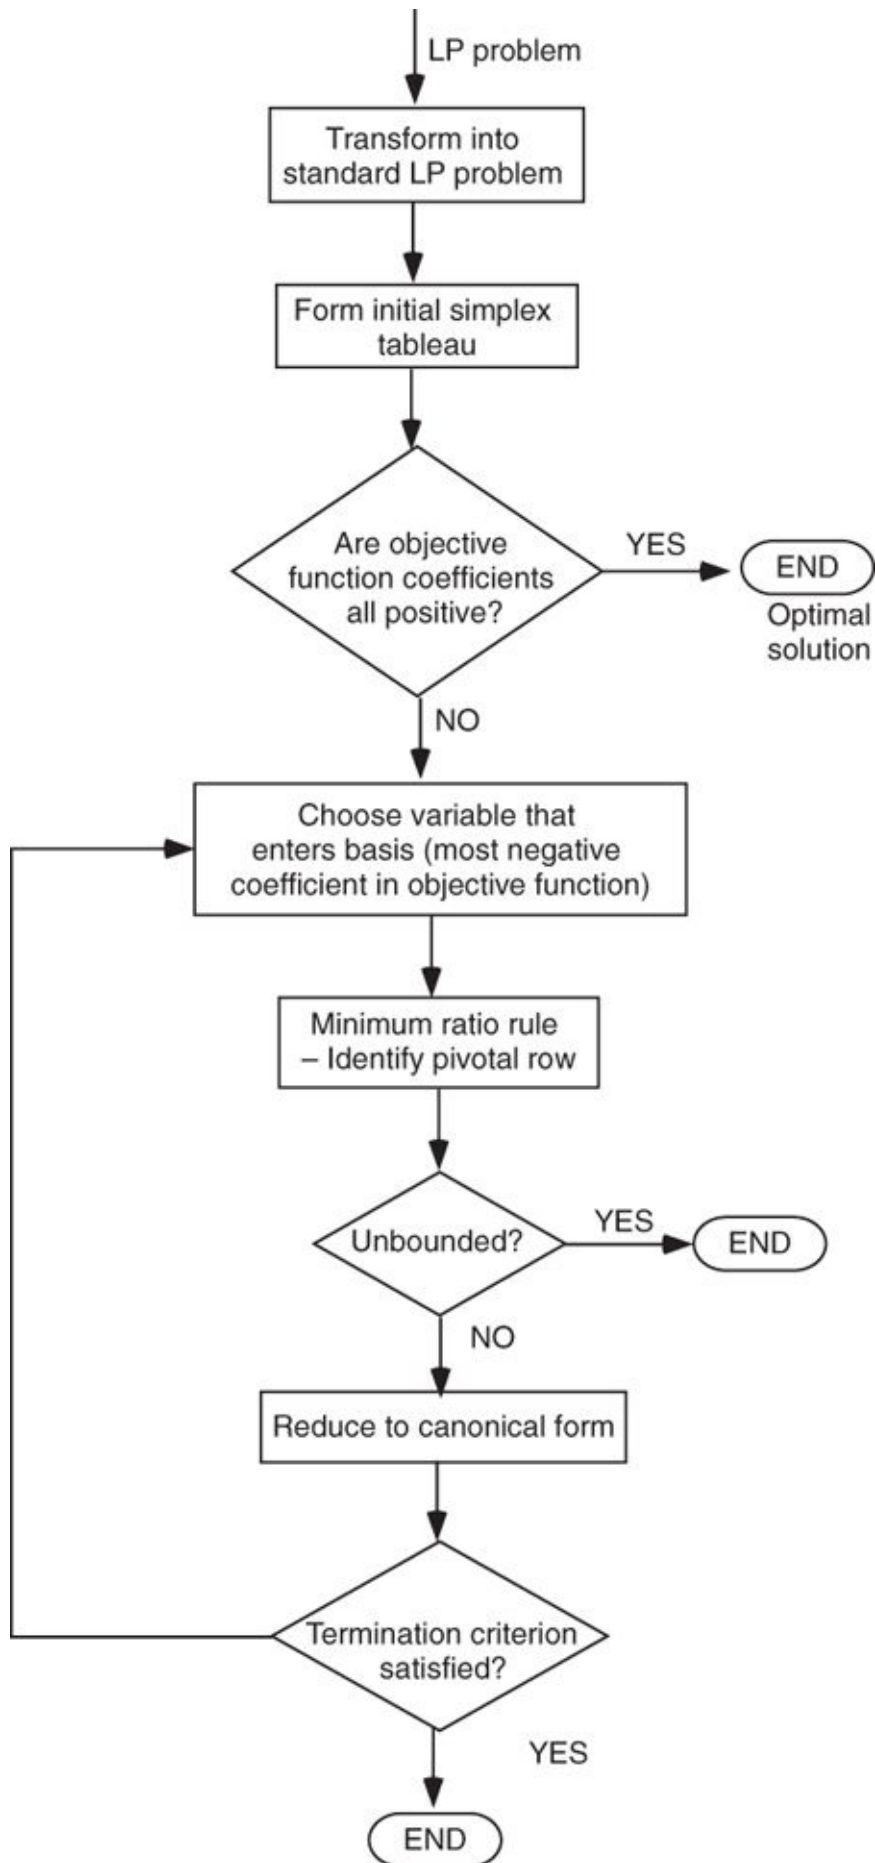 LP problem
Transform into
standard LP problem
Form initial simplex
tableau
Are objective
function coefficients
all positive?
YES
END
Optimal
solution
NO
Choose variable that
enters basis (most negative
coefficient in objective function)
Minimum ratio rule
– Identify pivotal row
Unbounded?
YES
END
NO
Reduce to canonical form
Termination criterion
satisfied?
YES
END